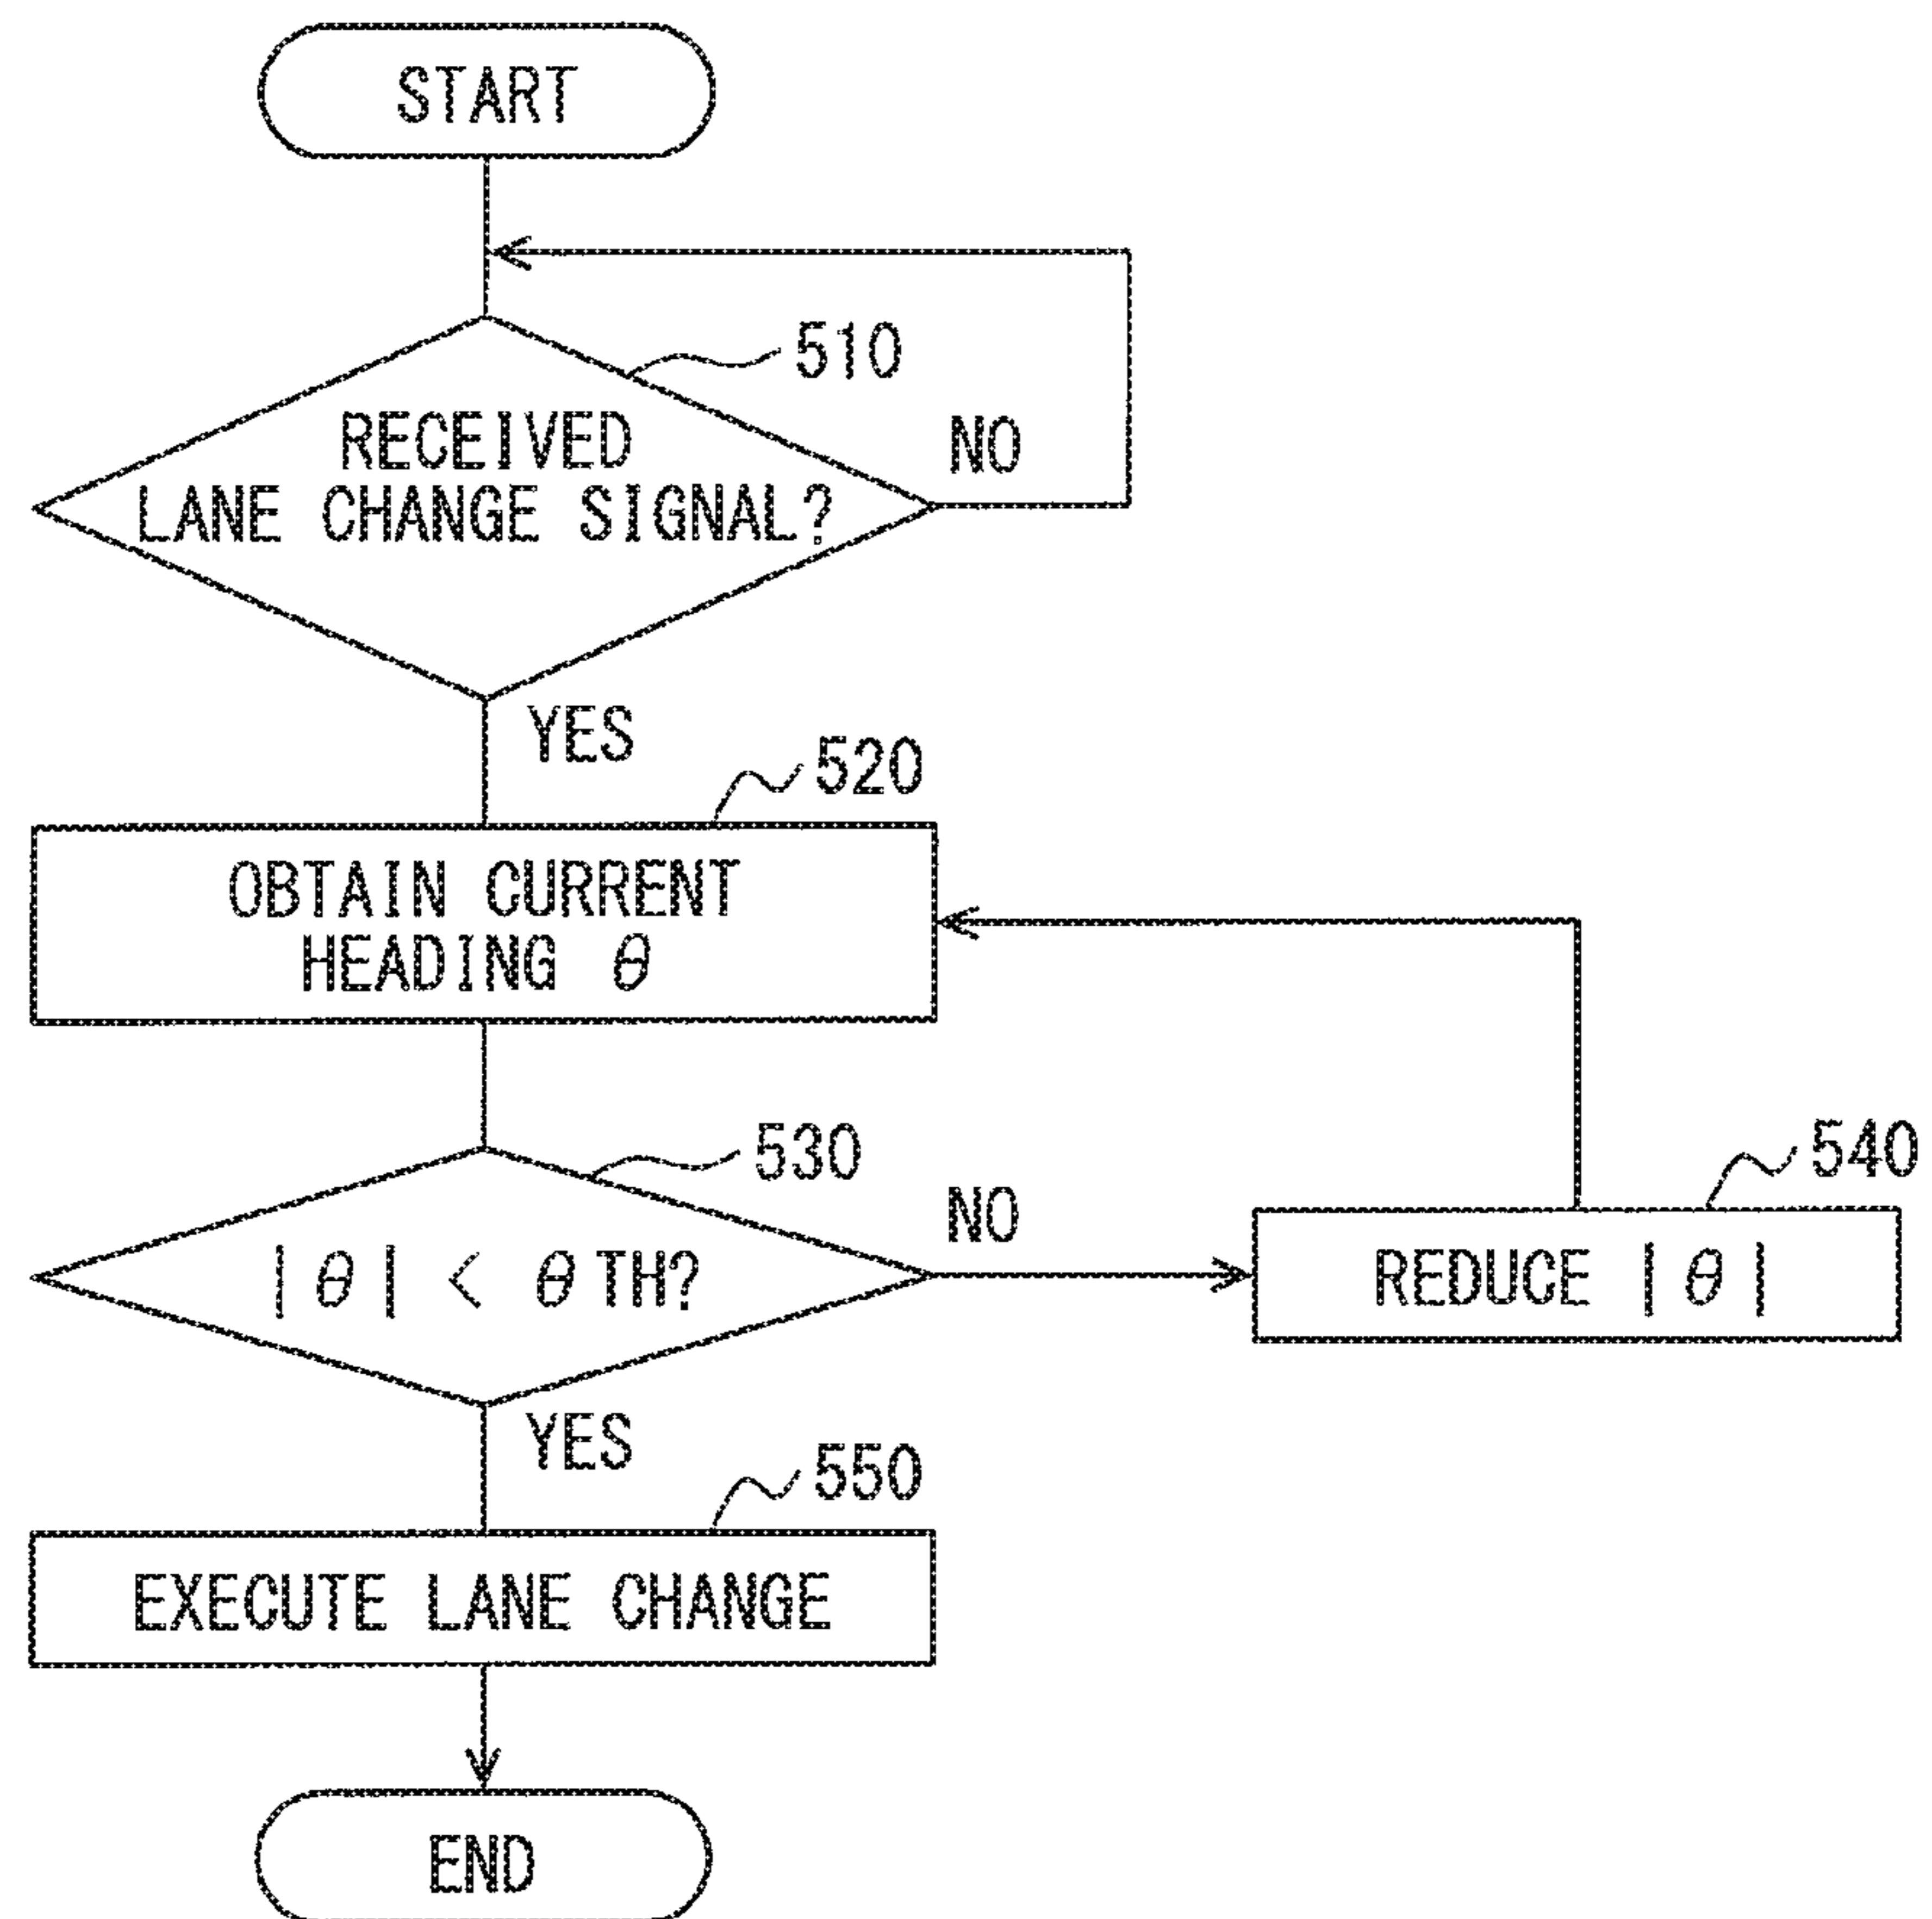 START
510
RECEIVED
LANE CHANGE SIGNAL?
NO
YES
520
OBTAIN CURRENT
HEADING θ
530
|θ| < θTH?
NO
540
REDUCE |θ|
YES
550
EXECUTE LANE CHANGE
END